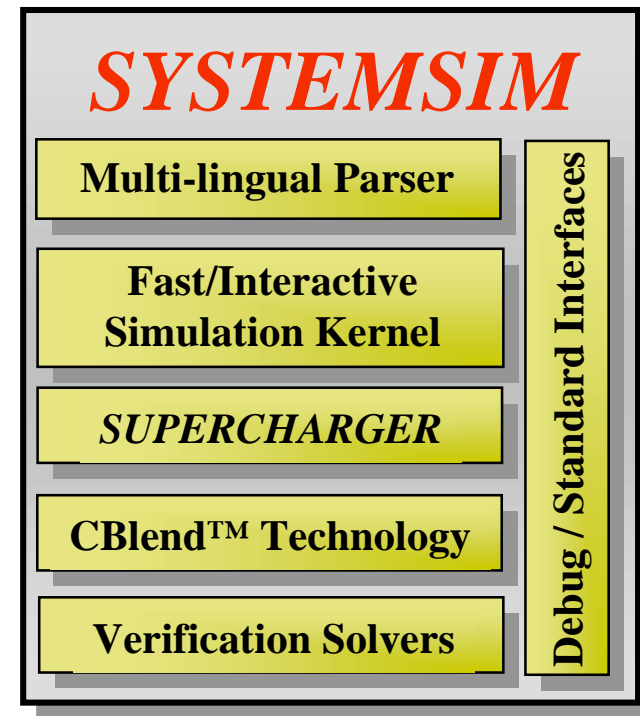 SYSTEMSIM
Multi-lingual Parser
Fast/Interactive
Simulation Kernel
SUPERCHARGER
CBlend™ Technology
Verification Solvers
Debug / Standard Interfaces